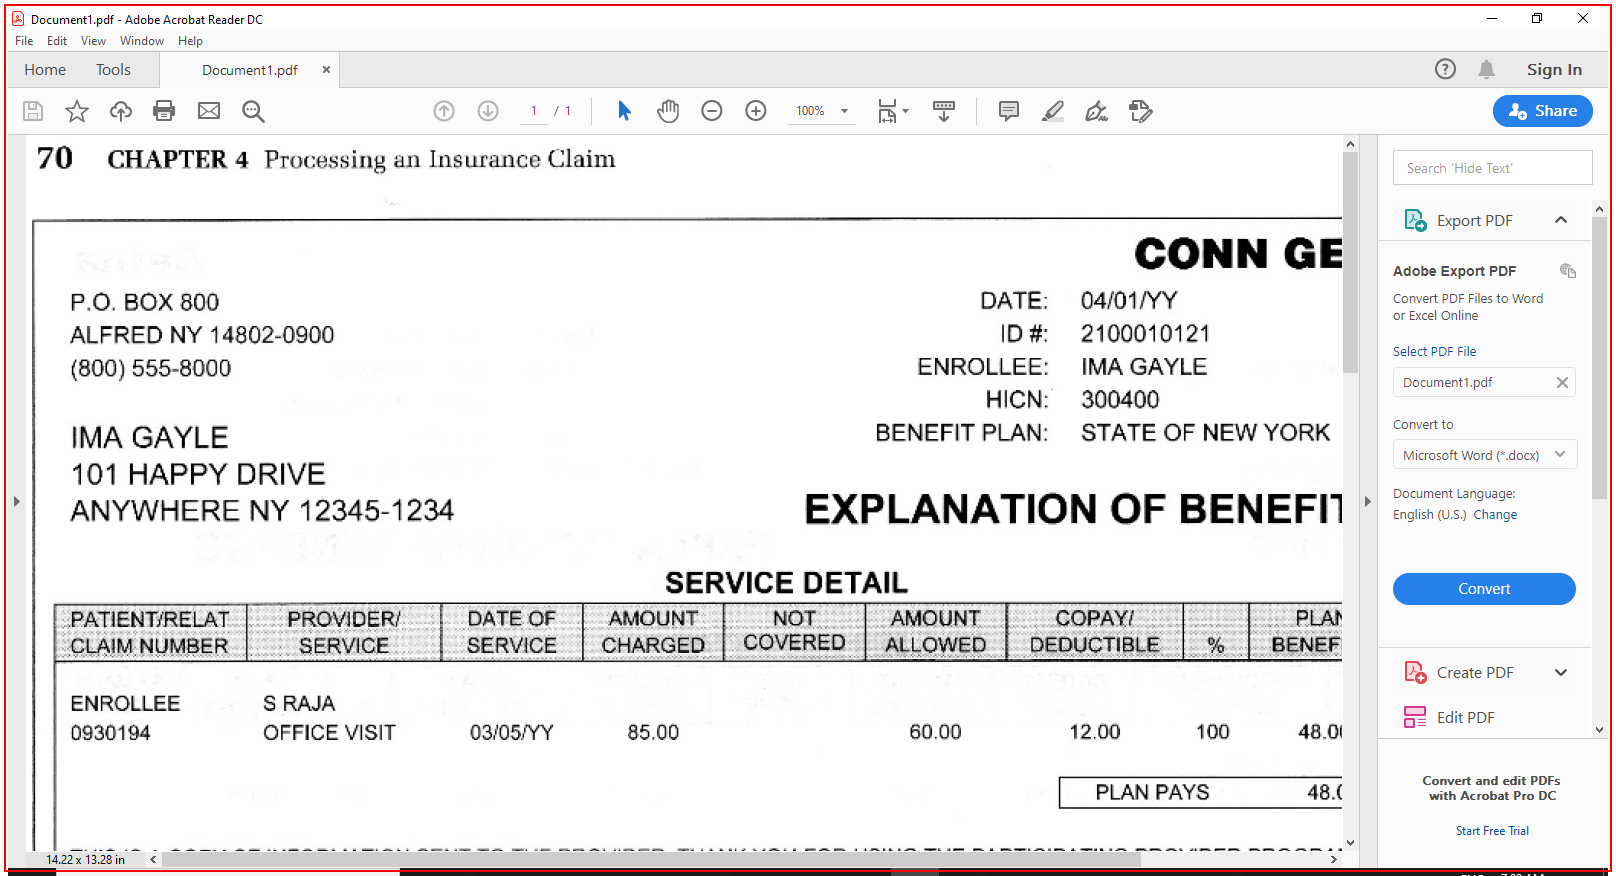 Document1.pdf - Adobe Acrobat Reader DC
File Edit View Window Help
Home Tools Document1.pdf × Sign In
1 / 1 100% Share
70 CHAPTER 4 Processing an Insurance Claim
CONN GE
P.O. BOX 800
ALFRED NY 14802-0900
(800) 555-8000
DATE: 04/01/YY
ID #: 2100010121
ENROLLEE: IMA GAYLE
HICN: 300400
BENEFIT PLAN: STATE OF NEW YORK
IMA GAYLE
101 HAPPY DRIVE
ANYWHERE NY 12345-1234
EXPLANATION OF BENEFIT
SERVICE DETAIL
PATIENT/RELAT PROVIDER/ DATE OF AMOUNT NOT AMOUNT COPAY/ PLAN
CLAIM NUMBER SERVICE SERVICE CHARGED COVERED ALLOWED DEDUCTIBLE % BENEF
ENROLLEE S RAJA
0930194 OFFICE VISIT 03/05/YY 85.00 60.00 12.00 100 48.00
PLAN PAYS 48.0
14.22 x 13.28 in
Search 'Hide Text'
Export PDF
Adobe Export PDF
Convert PDF Files to Word
or Excel Online
Select PDF File
Document1.pdf
Convert to
Microsoft Word (*.docx)
Document Language:
English (U.S.) Change
Convert
Create PDF
Edit PDF
Convert and edit PDFs
with Acrobat Pro DC
Start Free Trial